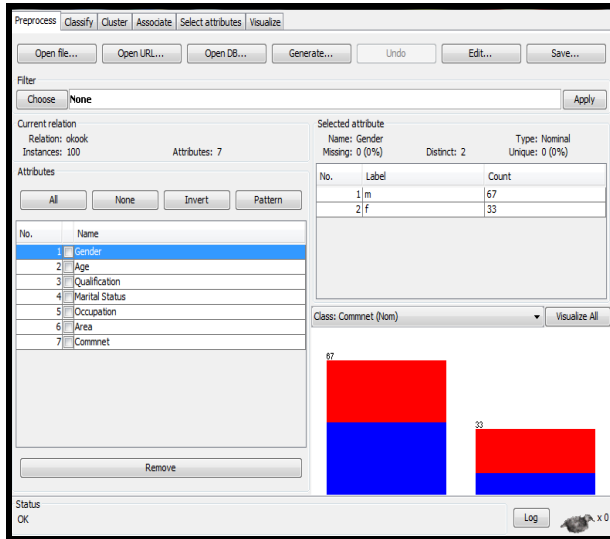 Preprocess Classify Cluster Associate Select attributes Visualize
Open file... Open URL... Open DB... Generate... Undo Edit... Save...
Filter
Choose None Apply
Current relation
Relation: okook
Instances: 100 Attributes: 7
Attributes
All None Invert Pattern
No. Name
1 Gender
2 Age
3 Qualification
4 Marital Status
5 Occupation
6 Area
7 Commnet
Remove
Selected attribute
Name: Gender Type: Nominal
Missing: 0 (0%) Distinct: 2 Unique: 0 (0%)
No. Label Count
1 m 67
2 f 33
Class: Commnet (Nom) Visualize All
67
33
Status
OK
Log x 0